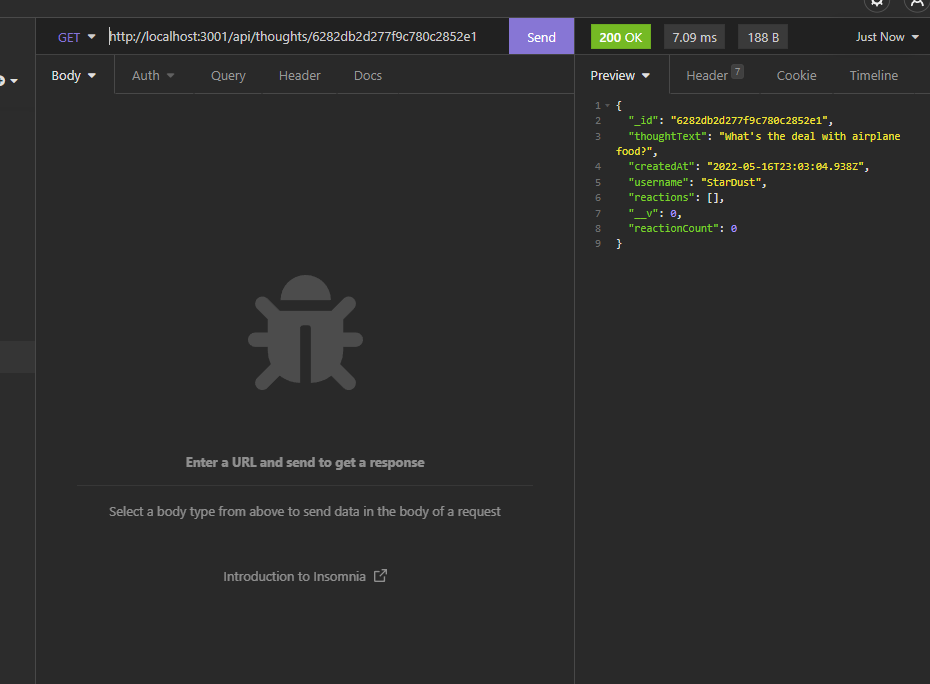 GET http://localhost:3001/api/thoughts/6282db2d277f9c780c2852e1 Send 200 OK 7.09 ms 188 B Just Now
Body Auth Query Header Docs Preview Header 7 Cookie Timeline
1 {
2 "_id": "6282db2d277f9c780c2852e1",
3 "thoughtText": "What's the deal with airplane
food?",
4 "createdAt": "2022-05-16T23:03:04.938Z",
5 "username": "StarDust",
6 "reactions": [],
7 "__v": 0,
8 "reactionCount": 0
9 }
Enter a URL and send to get a response
Select a body type from above to send data in the body of a request
Introduction to Insomnia